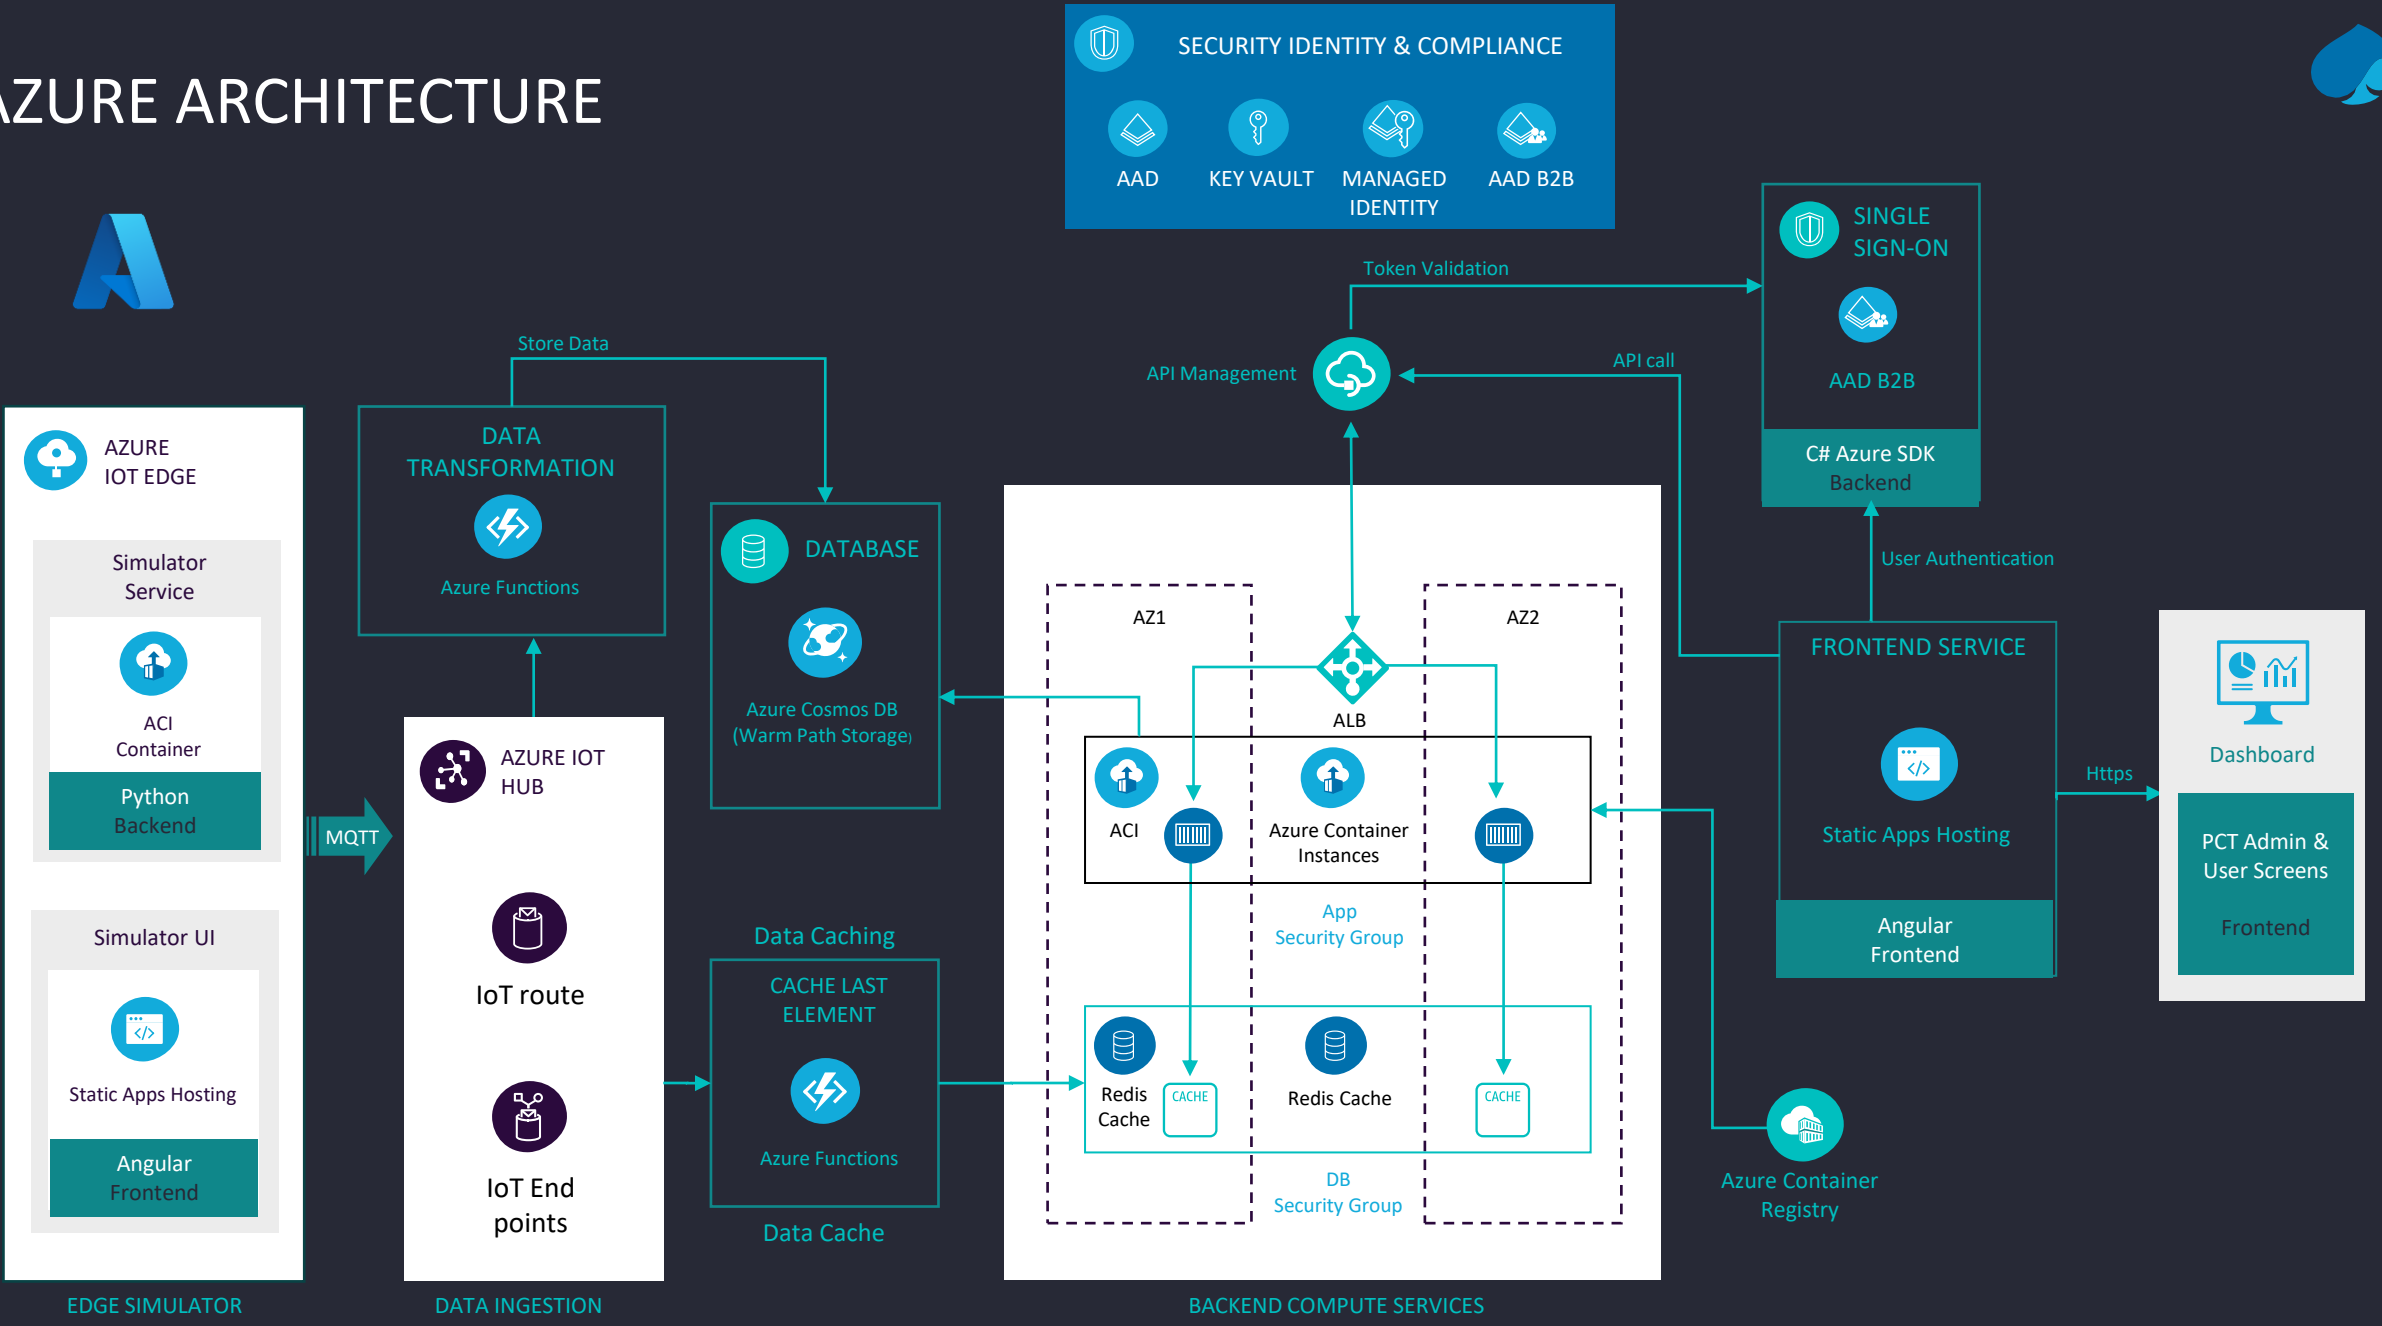 AZURE ARCHITECTURE
SECURITY IDENTITY & COMPLIANCE
AAD
KEY VAULT
MANAGED
IDENTITY
AAD B2B
SINGLE
SIGN-ON
AAD B2B
C# Azure SDK
Backend
Token Validation
API Management
API call
User Authentication
Store Data
DATA
TRANSFORMATION
Azure Functions
AZURE
IOT EDGE
Simulator
Service
ACI
Container
Python
Backend
Simulator UI
Static Apps Hosting
Angular
Frontend
EDGE SIMULATOR
MQTT
AZURE IOT
HUB
IoT route
IoT End
points
DATA INGESTION
DATABASE
Azure Cosmos DB
(Warm Path Storage)
Data Caching
CACHE LAST
ELEMENT
Azure Functions
Data Cache
AZ1
AZ2
ALB
ACI
Azure Container
Instances
App
Security Group
Redis
Cache
CACHE
Redis Cache
CACHE
DB
Security Group
BACKEND COMPUTE SERVICES
FRONTEND SERVICE
Static Apps Hosting
Angular
Frontend
Https
Dashboard
PCT Admin &
User Screens
Frontend
Azure Container
Registry